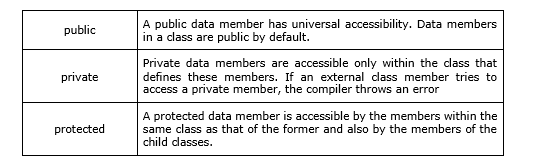 public
A public data member has universal accessibility. Data members
in a class are public by default.
private
Private data members are accessible only within the class that
defines these members. If an external class member tries to
access a private member, the compiler throws an error
protected
A protected data member is accessible by the members within the
same class as that of the former and also by the members of the
child classes.